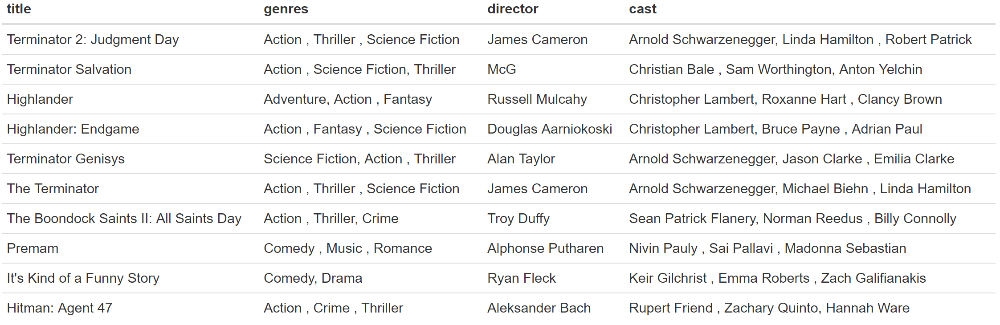 title genres director cast
Terminator 2: Judgment Day Action , Thriller , Science Fiction James Cameron Arnold Schwarzenegger, Linda Hamilton , Robert Patrick
Terminator Salvation Action , Science Fiction, Thriller McG Christian Bale , Sam Worthington, Anton Yelchin
Highlander Adventure, Action , Fantasy Russell Mulcahy Christopher Lambert, Roxanne Hart , Clancy Brown
Highlander: Endgame Action , Fantasy , Science Fiction Douglas Aarniokoski Christopher Lambert, Bruce Payne , Adrian Paul
Terminator Genisys Science Fiction, Action , Thriller Alan Taylor Arnold Schwarzenegger, Jason Clarke , Emilia Clarke
The Terminator Action , Thriller , Science Fiction James Cameron Arnold Schwarzenegger, Michael Biehn , Linda Hamilton
The Boondock Saints II: All Saints Day Action , Thriller, Crime Troy Duffy Sean Patrick Flanery, Norman Reedus , Billy Connolly
Premam Comedy , Music , Romance Alphonse Putharen Nivin Pauly , Sai Pallavi , Madonna Sebastian
It's Kind of a Funny Story Comedy, Drama Ryan Fleck Keir Gilchrist , Emma Roberts , Zach Galifianakis
Hitman: Agent 47 Action , Crime , Thriller Aleksander Bach Rupert Friend , Zachary Quinto, Hannah Ware